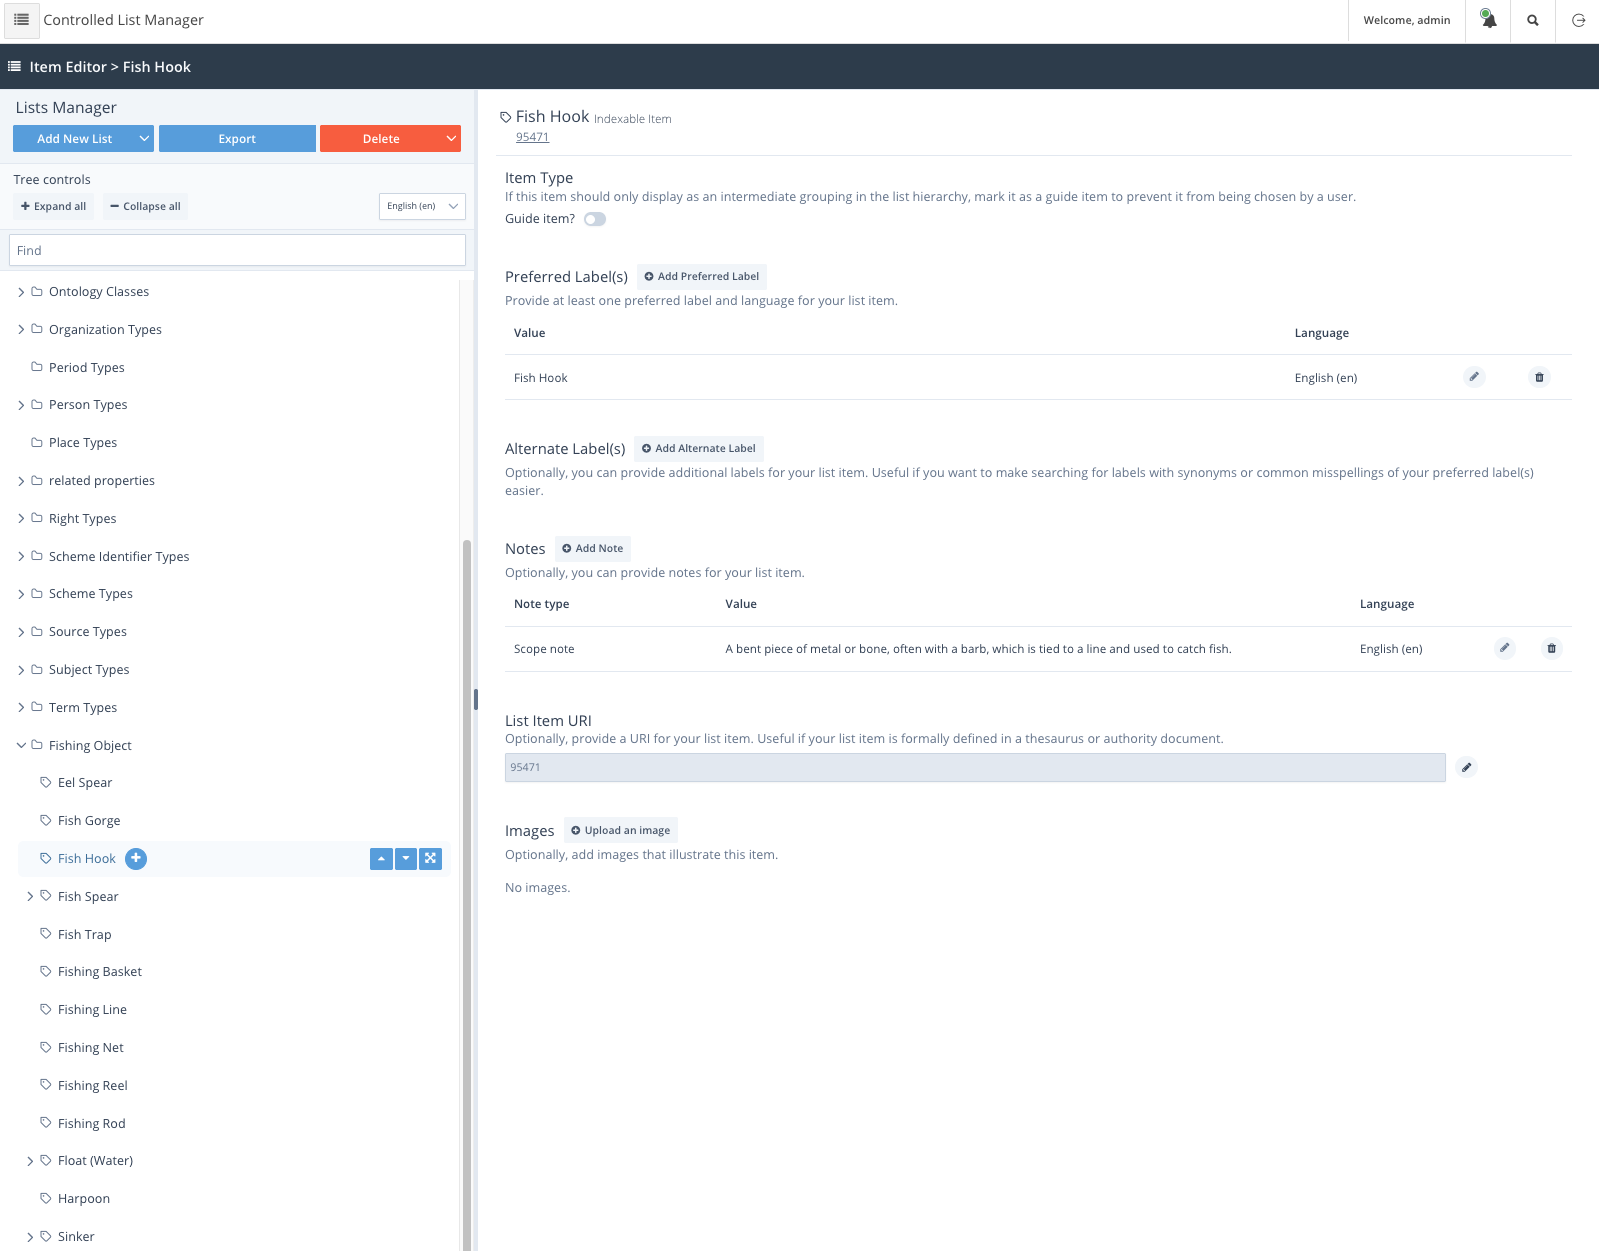 Controlled List Manager
Welcome, admin
Item Editor > Fish Hook
Lists Manager
Add New List
Export
Delete
Tree controls
Expand all
Collapse all
English (en)
Find
Ontology Classes
Organization Types
Period Types
Person Types
Place Types
related properties
Right Types
Scheme Identifier Types
Scheme Types
Source Types
Subject Types
Term Types
Fishing Object
Eel Spear
Fish Gorge
Fish Hook
Fish Spear
Fish Trap
Fishing Basket
Fishing Line
Fishing Net
Fishing Reel
Fishing Rod
Float (Water)
Harpoon
Sinker
Fish Hook Indexable Item
95471
Item Type
If this item should only display as an intermediate grouping in the list hierarchy, mark it as a guide item to prevent it from being chosen by a user.
Guide item?
Preferred Label(s) Add Preferred Label
Provide at least one preferred label and language for your list item.
Value Language
Fish Hook English (en)
Alternate Label(s) Add Alternate Label
Optionally, you can provide additional labels for your list item. Useful if you want to make searching for labels with synonyms or common misspellings of your preferred label(s)
easier.
Notes Add Note
Optionally, you can provide notes for your list item.
Note type Value Language
Scope note A bent piece of metal or bone, often with a barb, which is tied to a line and used to catch fish. English (en)
List Item URI
Optionally, provide a URI for your list item. Useful if your list item is formally defined in a thesaurus or authority document.
95471
Images Upload an image
Optionally, add images that illustrate this item.
No images.